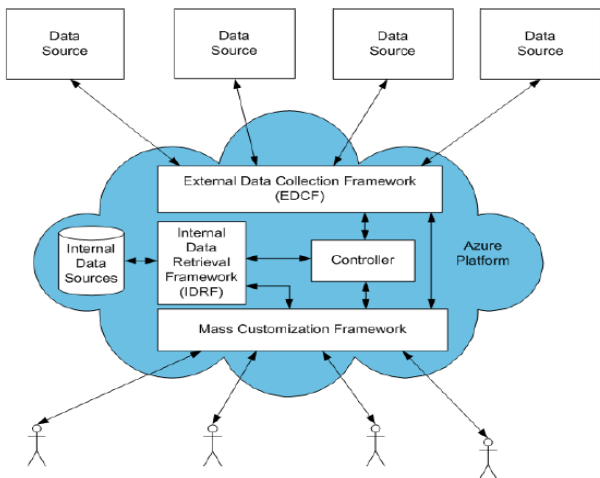 Data
Source
Data
Source
Data
Source
Data
Source
External Data Collection Framework
(EDCF)
Internal
Data
Sources
Internal
Data
Retrieval
Framework
(IDRF)
Controller
Azure
Platform
Mass Customization Framework